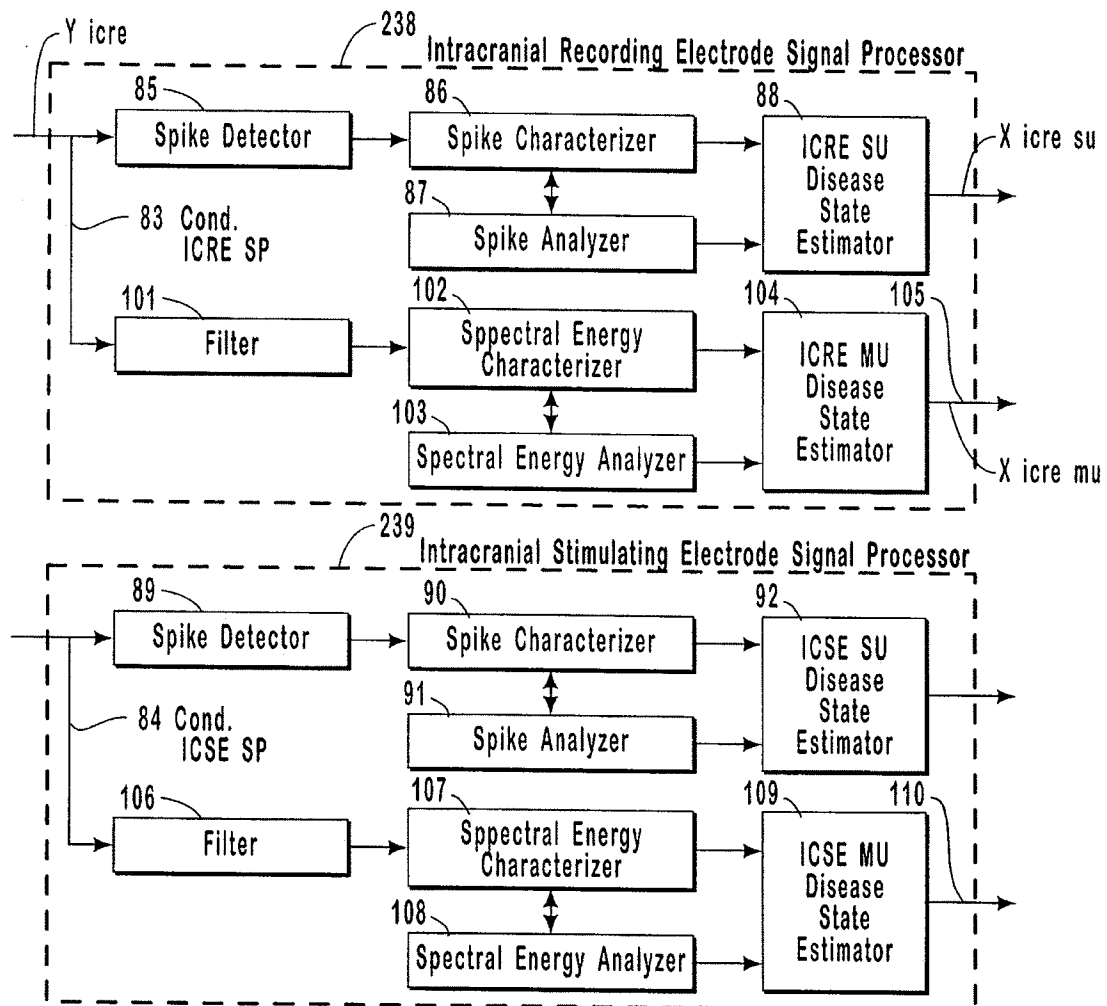 Y icre
238
Intracranial Recording Electrode Signal Processor
85
Spike Detector
86
Spike Characterizer
88
ICRE SU
Disease
State
Estimator
X icre su
87
Spike Analyzer
83 Cond.
ICRE SP
101
Filter
102
Sppectral Energy
Characterizer
104
ICRE MU
Disease
State
Estimator
105
103
Spectral Energy Analyzer
X icre mu
239
Intracranial Stimulating Electrode Signal Processor
89
Spike Detector
90
Spike Characterizer
92
ICSE SU
Disease
State
Estimator
91
Spike Analyzer
84 Cond.
ICSE SP
106
Filter
107
Sppectral Energy
Characterizer
109
ICSE MU
Disease
State
Estimator
110
108
Spectral Energy Analyzer